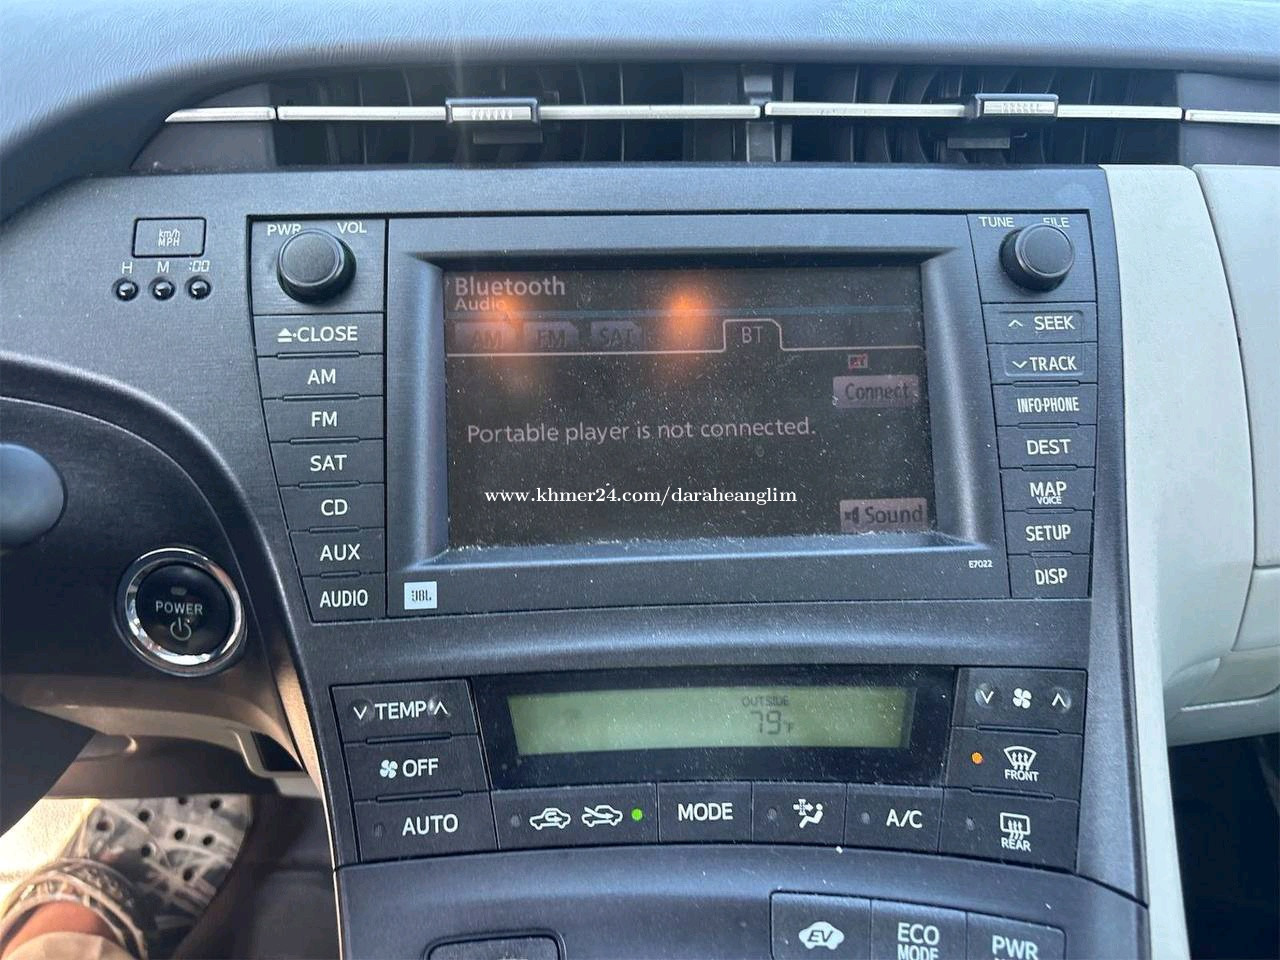 km/h
MPH
H M :00
PWR VOL
TUNE FILE
CLOSE
AM
FM
SAT
CD
AUX
AUDIO
JBL
Bluetooth
Audio
AM FM SAT BT
Connect
Portable player is not connected.
Sound
www.khmer24.com/daraheanglim
E7022
SEEK
TRACK
INFO·PHONE
DEST
MAP
VOICE
SETUP
DISP
POWER
TEMP
OFF
AUTO
OUTSIDE
79°F
MODE
A/C
FRONT
REAR
EV
ECO
MODE
PWR